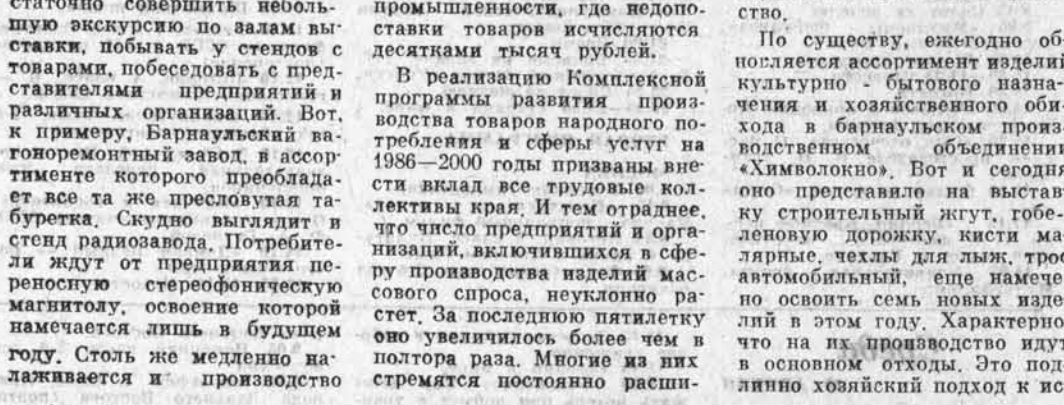 статочно совершить неболь-
шую экскурсию по залам вы-
ставки, побывать у стендов с
товарами, побеседовать с пред-
ставителями предприятий и
различных организаций. Вот,
к примеру, Барнаульский ва-
гоноремонтный завод, в ассор-
тименте которого преоблада-
ет все та же пресловутая та-
буретка. Скудно выглядит и
стенд радиозавода. Потребите-
ли ждут от предприятия пе-
реносную стереофоническую
магнитолу, освоение которой
намечается лишь в будущем
году. Столь же медленно на-
лаживается и производство
промышленности, где недопо-
ставки товаров исчисляются
десятками тысяч рублей.
В реализацию Комплексной
программы развития произ-
водства товаров народного по-
требления и сферы услуг на
1986—2000 годы призваны вне-
сти вклад все трудовые кол-
лективы края. И тем отраднее,
что число предприятий и орга-
низаций, включившихся в сфе-
ру производства изделий мас-
сового спроса, неуклонно ра-
стет. За последнюю пятилетку
оно увеличилось более чем в
полтора раза. Многие из них
стремятся постоянно расши-
ство.
По существу, ежегодно об-
новляется ассортимент изделий
культурно - бытового назна-
чения и хозяйственного оби-
хода в барнаульском произ-
водственном объединении
«Химволокно». Вот и сегодня
оно представило на выстав-
ку строительный жгут, гобе-
леновую дорожку, кисти ма-
лярные, чехлы для лыж, трос
автомобильный, еще намече-
но освоить семь новых изде-
лий в этом году. Характерно,
что на их производство идут
в основном отходы. Это под-
линно хозяйский подход к ис-